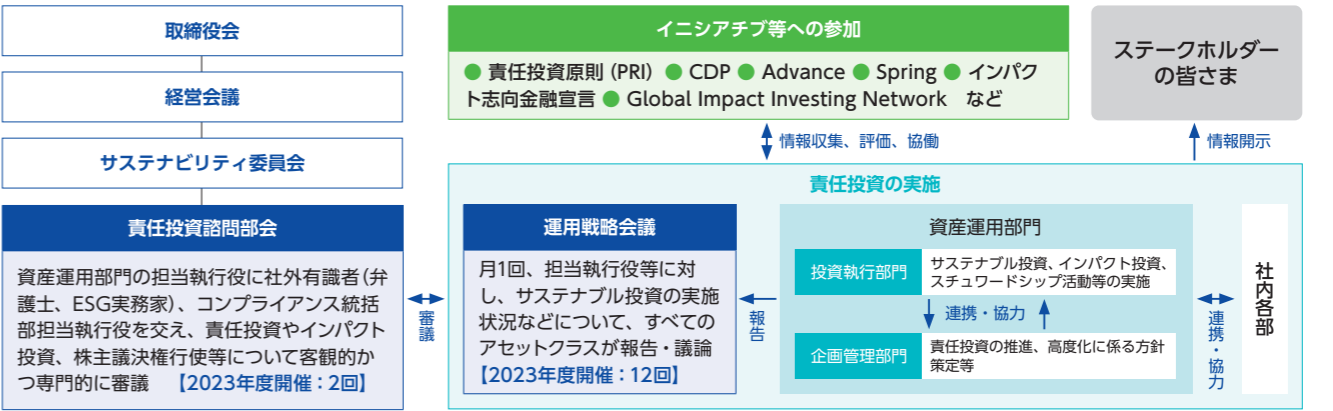 取締役会
経営会議
サステナビリティ委員会
責任投資諮問部会
資産運用部門の担当執行役に社外有識者(弁
護士、ESG実務家)、コンプライアンス統括
部担当執行役を交え、責任投資やインパクト
投資、株主議決権行使等について客観的か
つ専門的に審議 【2023年度開催：2回】
審議
イニシアチブ等への参加
● 責任投資原則（PRI） ● CDP ● Advance ● Spring ● インパク
ト志向金融宣言 ● Global Impact Investing Network など
情報収集、評価、協働
ステークホルダー
の皆さま
情報開示
責任投資の実施
運用戦略会議
月1回、担当執行役等に対
し、サステナブル投資の実施
状況などについて、すべての
アセットクラスが報告・議論
【2023年度開催：12回】
報告
資産運用部門
投資執行部門
サステナブル投資、インパクト投資、
スチュワードシップ活動等の実施
連携・協力
企画管理部門
責任投資の推進、高度化に係る方針
策定等
連携・協力
社内各部